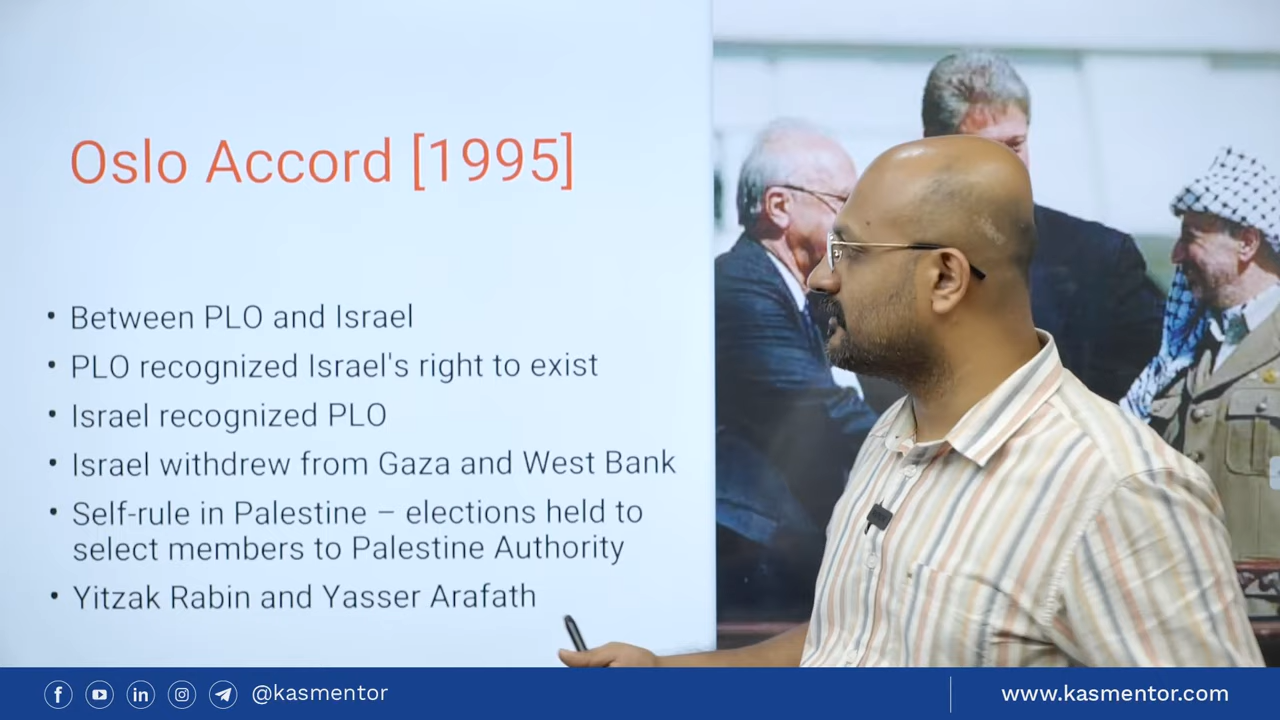 Oslo Accord [1995]
• Between PLO and Israel
• PLO recognized Israel's right to exist
• Israel recognized PLO
• Israel withdrew from Gaza and West Bank
• Self-rule in Palestine – elections held to
select members to Palestine Authority
• Yitzak Rabin and Yasser Arafath
@kasmentor
www.kasmentor.com